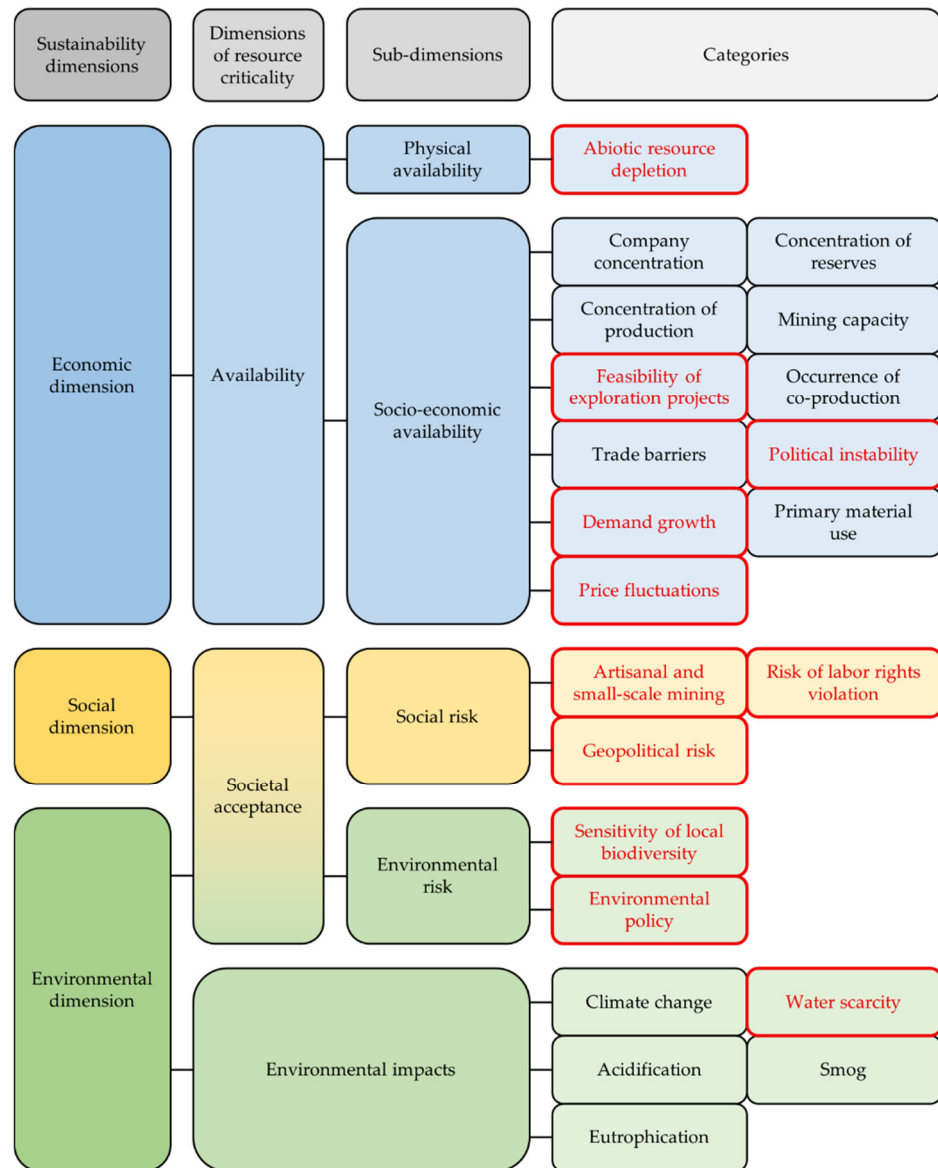 Sustainability
dimensions
Dimensions
of resource
criticality
Sub-dimensions
Categories
Economic
dimension
Availability
Physical
availability
Abiotic resource
depletion
Socio-economic
availability
Company
concentration
Concentration of
reserves
Concentration of
production
Mining capacity
Feasibility of
exploration projects
Occurrence of
co-production
Trade barriers
Political instability
Demand growth
Primary material
use
Price fluctuations
Social
dimension
Societal
acceptance
Social risk
Artisanal and
small-scale mining
Risk of labor rights
violation
Geopolitical risk
Environmental
dimension
Environmental
risk
Sensitivity of local
biodiversity
Environmental
policy
Environmental impacts
Climate change
Water scarcity
Acidification
Smog
Eutrophication